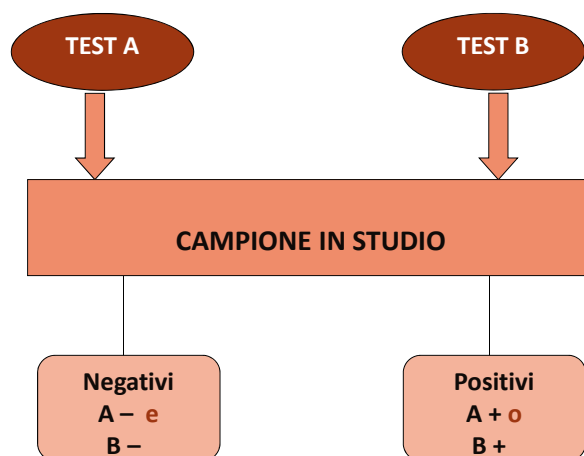 TEST A
TEST B
CAMPIONE IN STUDIO
Negativi
A – e
B –
Positivi
A + o
B +